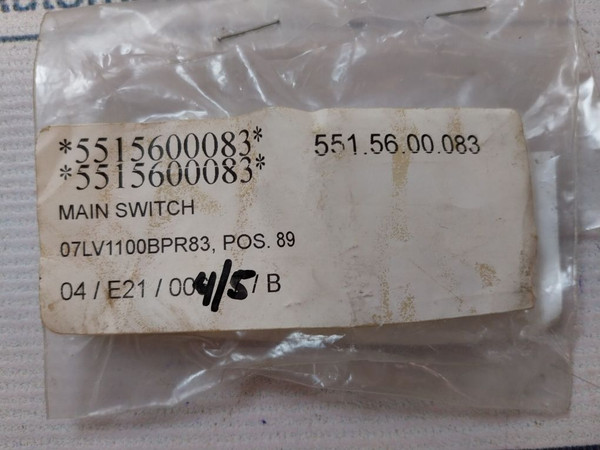 *5515600083*
551.56.00.083
*5515600083*
MAIN SWITCH
07LV1100BPR83, POS. 89
04 / E21 / 004/5 / B